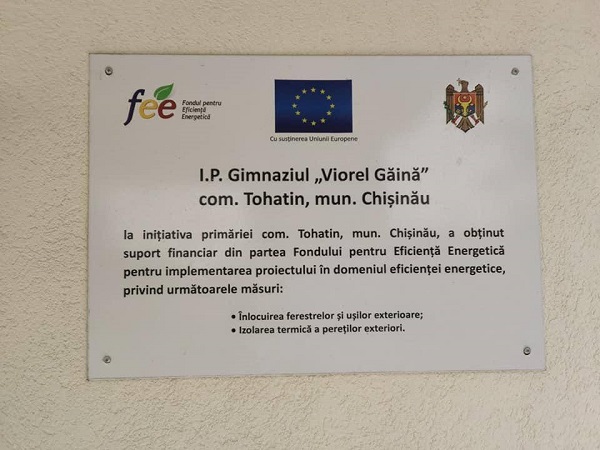 fee Fondul pentru
Eficiență
Energetică
Cu susținerea Uniunii Europene
I.P. Gimnaziul „Viorel Găină”
com. Tohatin, mun. Chișinău
la inițiativa primăriei com. Tohatin, mun. Chișinău, a obținut
suport financiar din partea Fondului pentru Eficiență Energetică
pentru implementarea proiectului în domeniul eficienței energetice,
privind următoarele măsuri:
• Înlocuirea ferestrelor și ușilor exterioare;
• Izolarea termică a pereților exteriori.